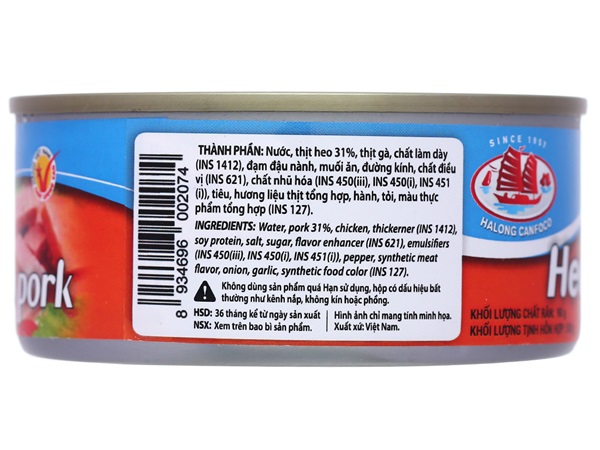 THÀNH PHẦN: Nước, thịt heo 31%, thịt gà, chất làm dày
(INS 1412), đạm đậu nành, muối ăn, đường kính, chất điều
vị (INS 621), chất nhũ hóa (INS 450(iii), INS 450(i), INS 451
(i)), tiêu, hương liệu thịt tổng hợp, hành, tỏi, màu thực
phẩm tổng hợp (INS 127).
INGREDIENTS: Water, pork 31%, chicken, thickerner (INS 1412),
soy protein, salt, sugar, flavor enhancer (INS 621), emulsifiers
(INS 450(iii), INS 450(i), INS 451(i)), pepper, synthetic meat
flavor, onion, garlic, synthetic food color (INS 127).
Không dùng sản phẩm quá Hạn sử dụng, hộp có dấu hiệu bất
thường như kênh nắp, không kín hoặc phồng.
HSD: 36 tháng kể từ ngày sản xuất
NSX: Xem trên bao bì sản phẩm.
Hình ảnh chỉ mang tính minh họa.
Xuất xứ: Việt Nam.
8 934696 002074
pork
SINCE 1957
HALONG CANFOCO
He
KHỐI LƯỢNG CHẤT RẮN:
KHỐI LƯỢNG TỊNH HỖN HỢP: